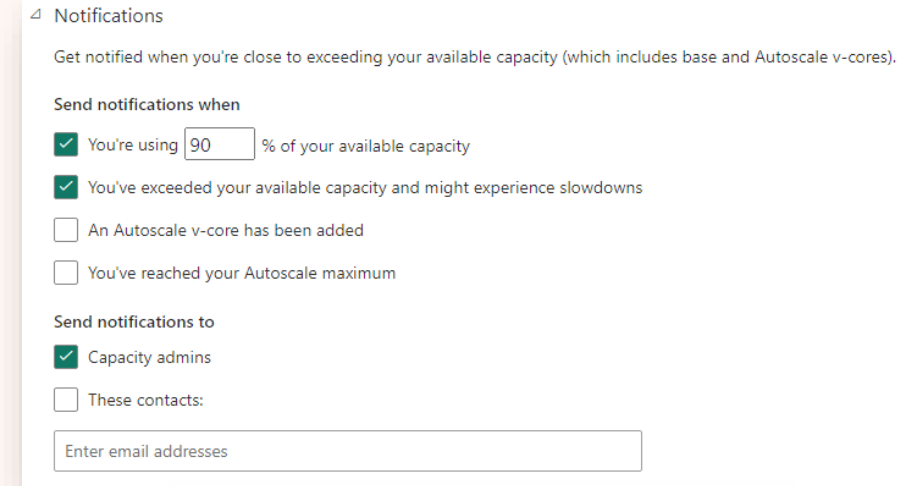 Notifications
Get notified when you're close to exceeding your available capacity (which includes base and Autoscale v-cores).
Send notifications when
You're using 90 % of your available capacity
You've exceeded your available capacity and might experience slowdowns
An Autoscale v-core has been added
You've reached your Autoscale maximum
Send notifications to
Capacity admins
These contacts:
Enter email addresses